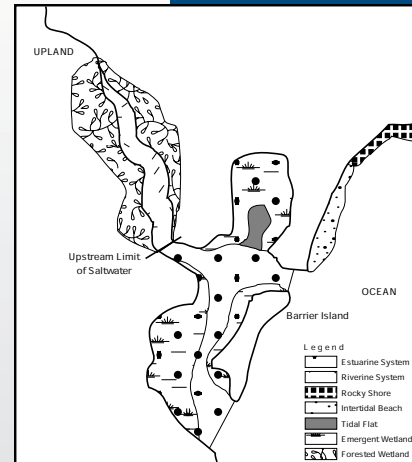 UPLAND
Upstream Limit
of Saltwater
OCEAN
Barrier Island
Legend
Estuarine System
Riverine System
Rocky Shore
Intertidal Beach
Tidal Flat
Emergent Wetland
Forested Wetland